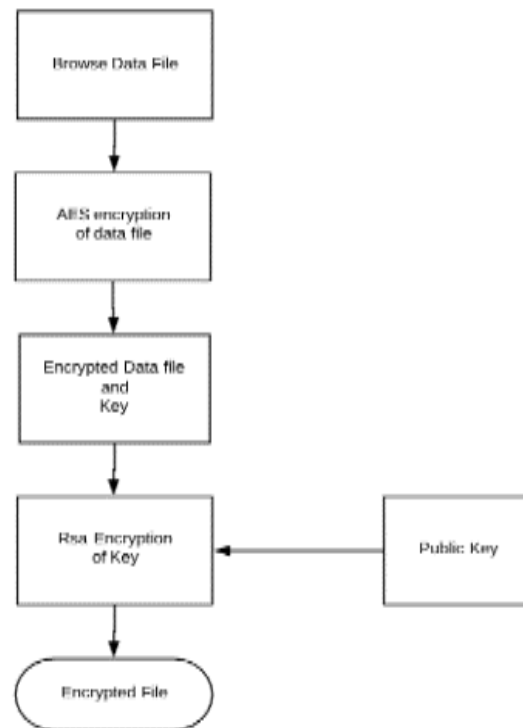 Browse Data File
AES encryption
of data file
Encrypted Data file
and
Key
Rsa Encryption
of Key
Public Key
Encrypted File